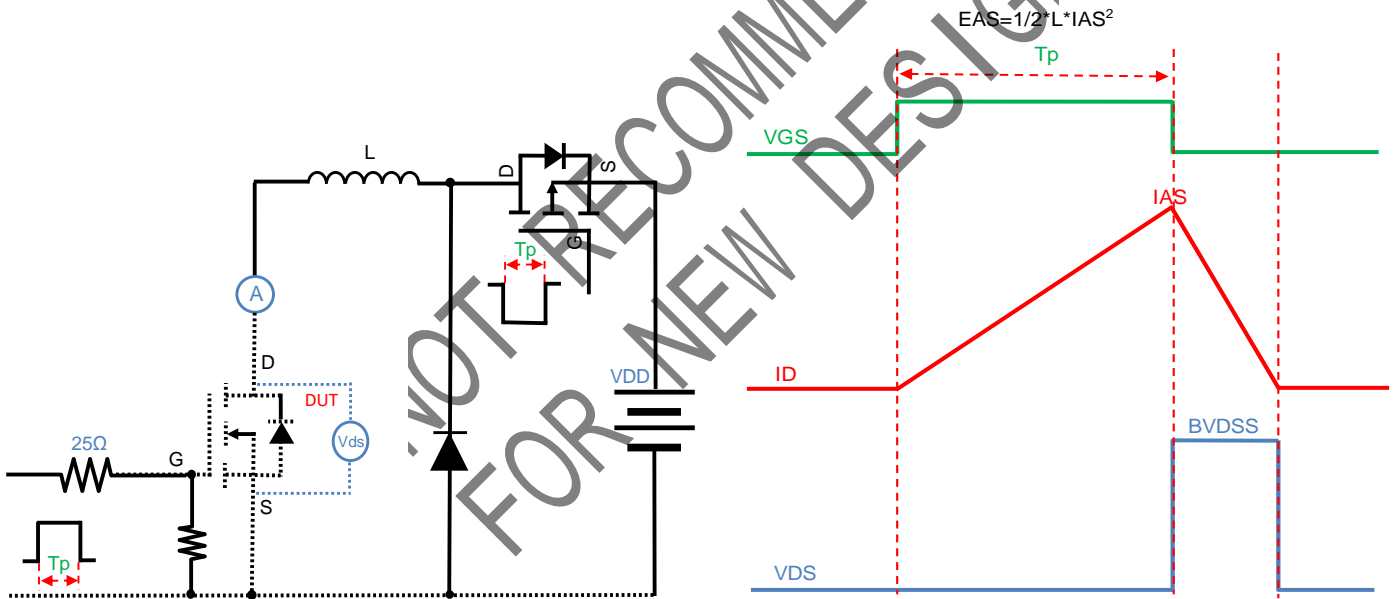 EAS=1/2*L*IAS²
Tp
VGS
IAS
ID
BVDSS
VDS
L
D
S
G
Tp
A
D
DUT
Vds
VDD
25Ω
G
S
Tp
NOT RECOMME
FOR NEW DESIGN